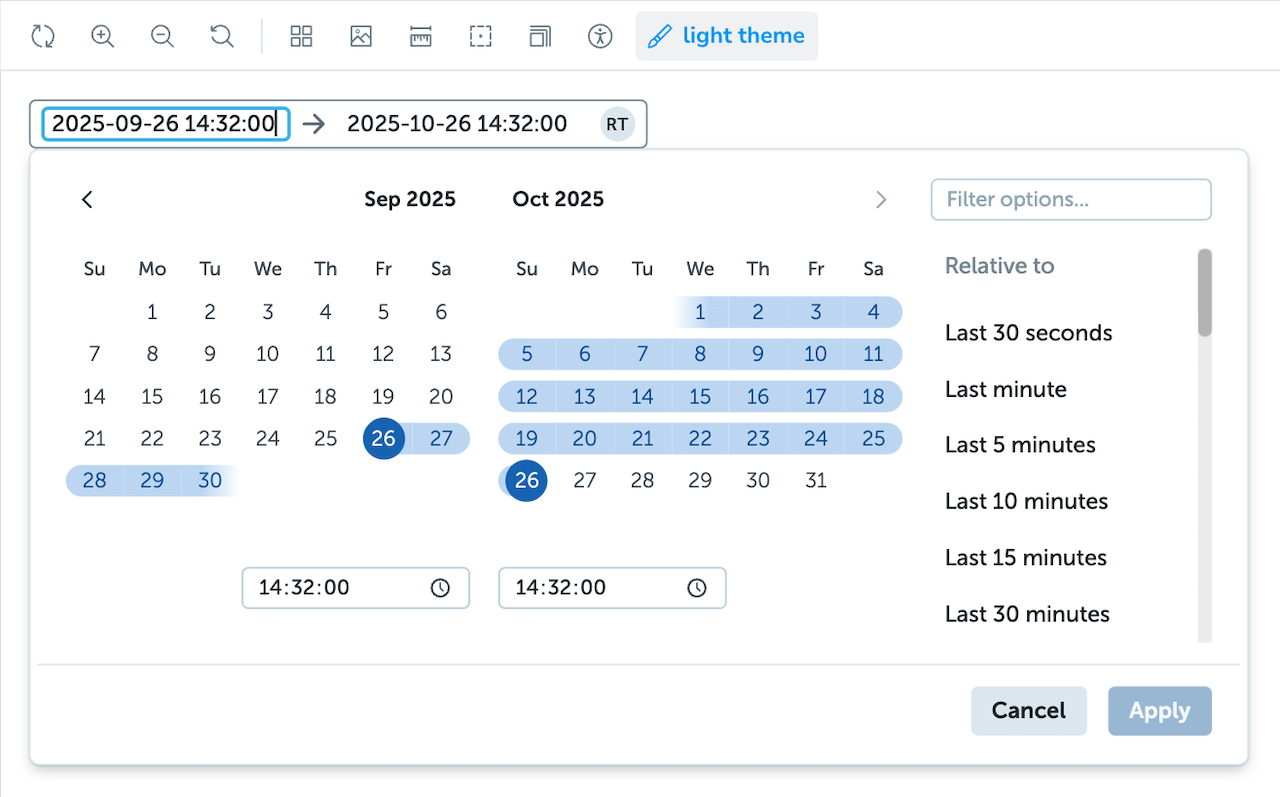 light theme
2025-09-26 14:32:00 → 2025-10-26 14:32:00 RT
Sep 2025 Oct 2025 Filter options...
Su Mo Tu We Th Fr Sa
1 2 3 4 5 6
7 8 9 10 11 12 13
14 15 16 17 18 19 20
21 22 23 24 25 26 27
28 29 30
Su Mo Tu We Th Fr Sa
1 2 3 4
5 6 7 8 9 10 11
12 13 14 15 16 17 18
19 20 21 22 23 24 25
26 27 28 29 30 31
14:32:00 14:32:00
Relative to
Last 30 seconds
Last minute
Last 5 minutes
Last 10 minutes
Last 15 minutes
Last 30 minutes
Cancel Apply